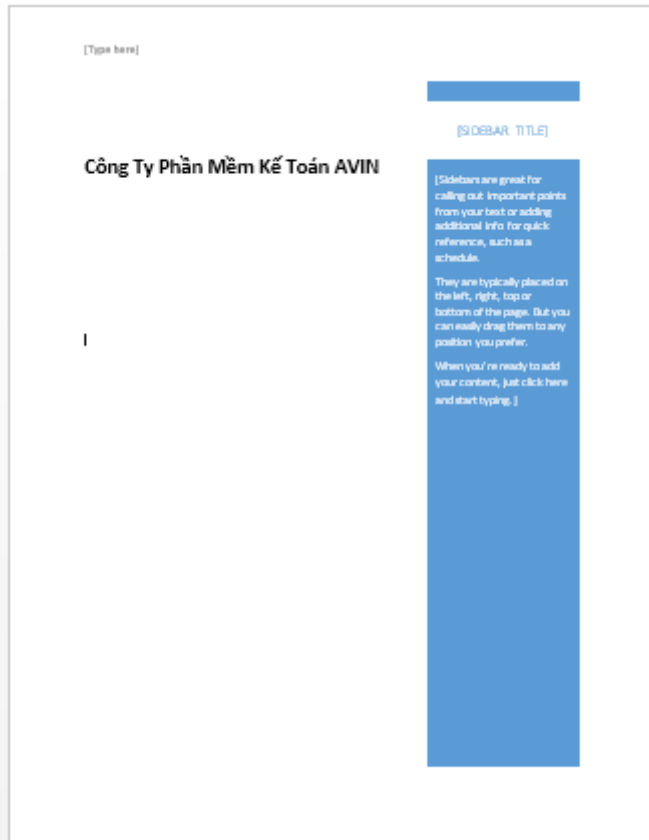 [Type here]
[SIDEBAR TITLE]
Công Ty Phần Mềm Kế Toán AVIN
[Sidebars are great for
calling out important points
from your text or adding
additional info for quick
reference, such as a
schedule.
They are typically placed on
the left, right, top or
bottom of the page. But you
can easily drag them to any
position you prefer.
When you're ready to add
your content, just click here
and start typing.]